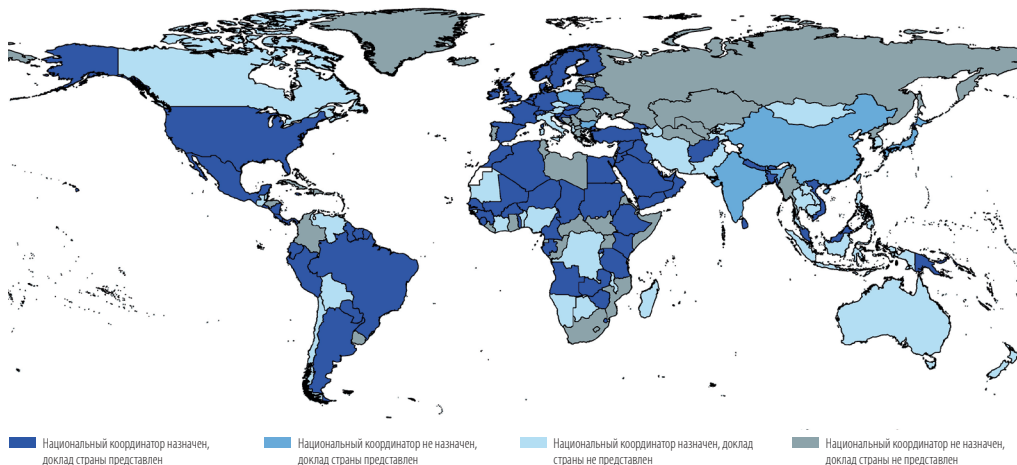 Национальный координатор назначен,
доклад страны представлен
Национальный координатор не назначен,
доклад страны представлен
Национальный координатор назначен, доклад
страны не представлен
Национальный координатор не назначен,
доклад страны не представлен